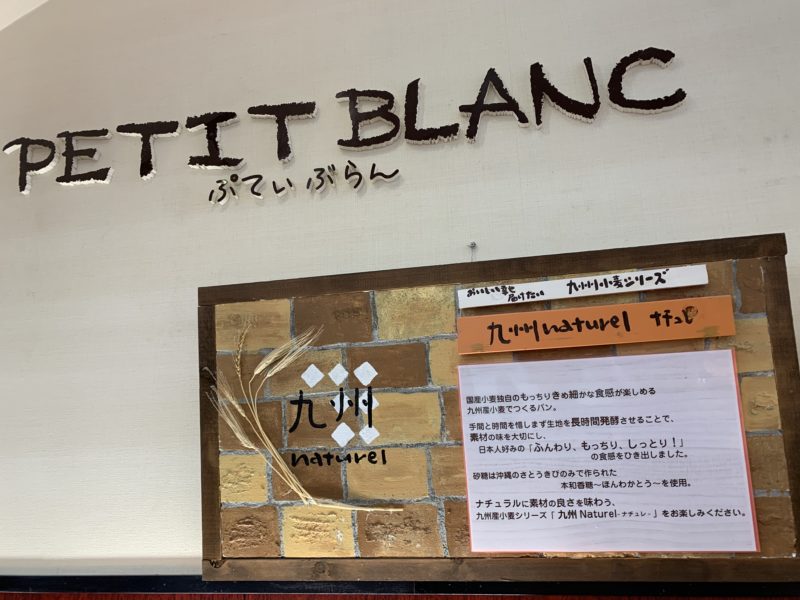 PETIT BLANC
ぷてぃぶらん
おいしい幸せ
届けたい
九州小麦シリーズ
九州naturel ナチュレ
九州
naturel
国産小麦独自のもっちりきめ細かな食感が楽しめる
九州産小麦でつくるパン。
手間と時間を惜しまず生地を長時間発酵させることで、
素材の味を大切にし、
日本人好みの「ふんわり、もっちり、しっとり！」
の食感をひき出しました。
砂糖は沖縄のさとうきびのみで作られた
本和香糖～ほんわかとう～を使用。
ナチュラルに素材の良さを味わう、
九州産小麦シリーズ「九州 Naturel-ナチュレ-」をお楽しみください。